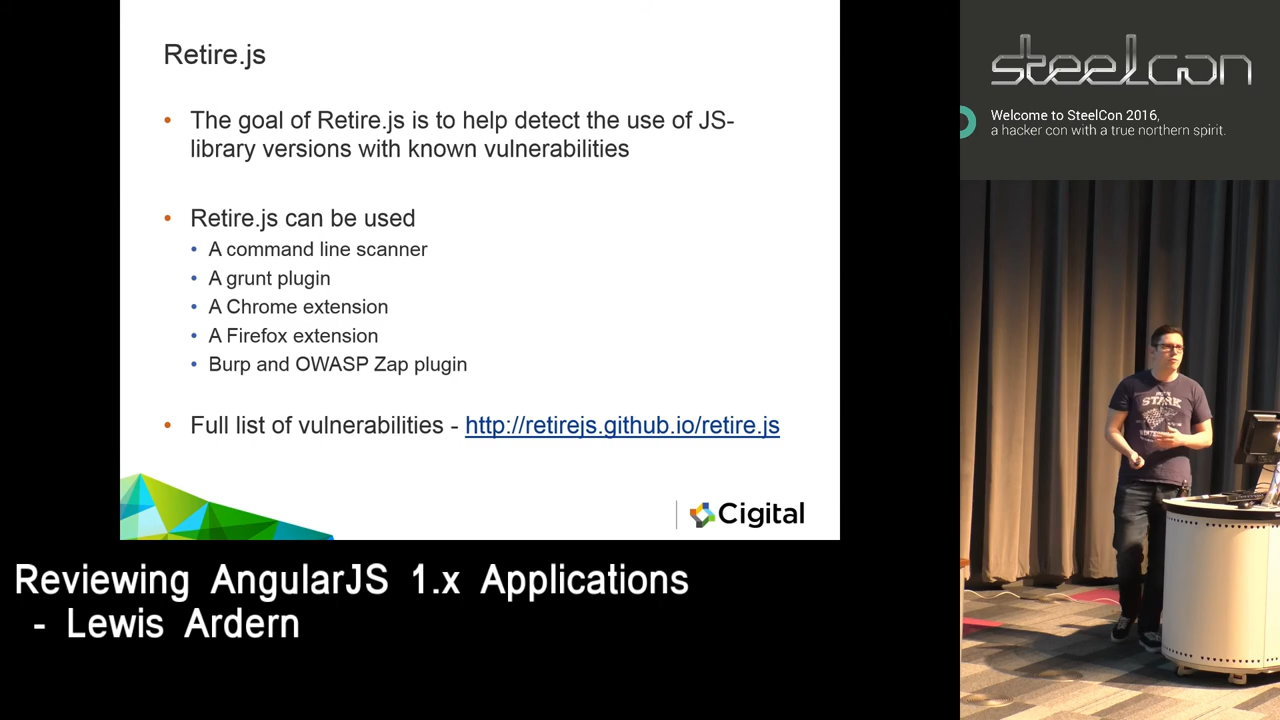 Retire.js
• The goal of Retire.js is to help detect the use of JS-
library versions with known vulnerabilities
• Retire.js can be used
• A command line scanner
• A grunt plugin
• A Chrome extension
• A Firefox extension
• Burp and OWASP Zap plugin
• Full list of vulnerabilities - http://retirejs.github.io/retire.js
Cigital
Reviewing AngularJS 1.x Applications
- Lewis Ardern
steelcon
Welcome to SteelCon 2016,
a hacker con with a true northern spirit.
STARK